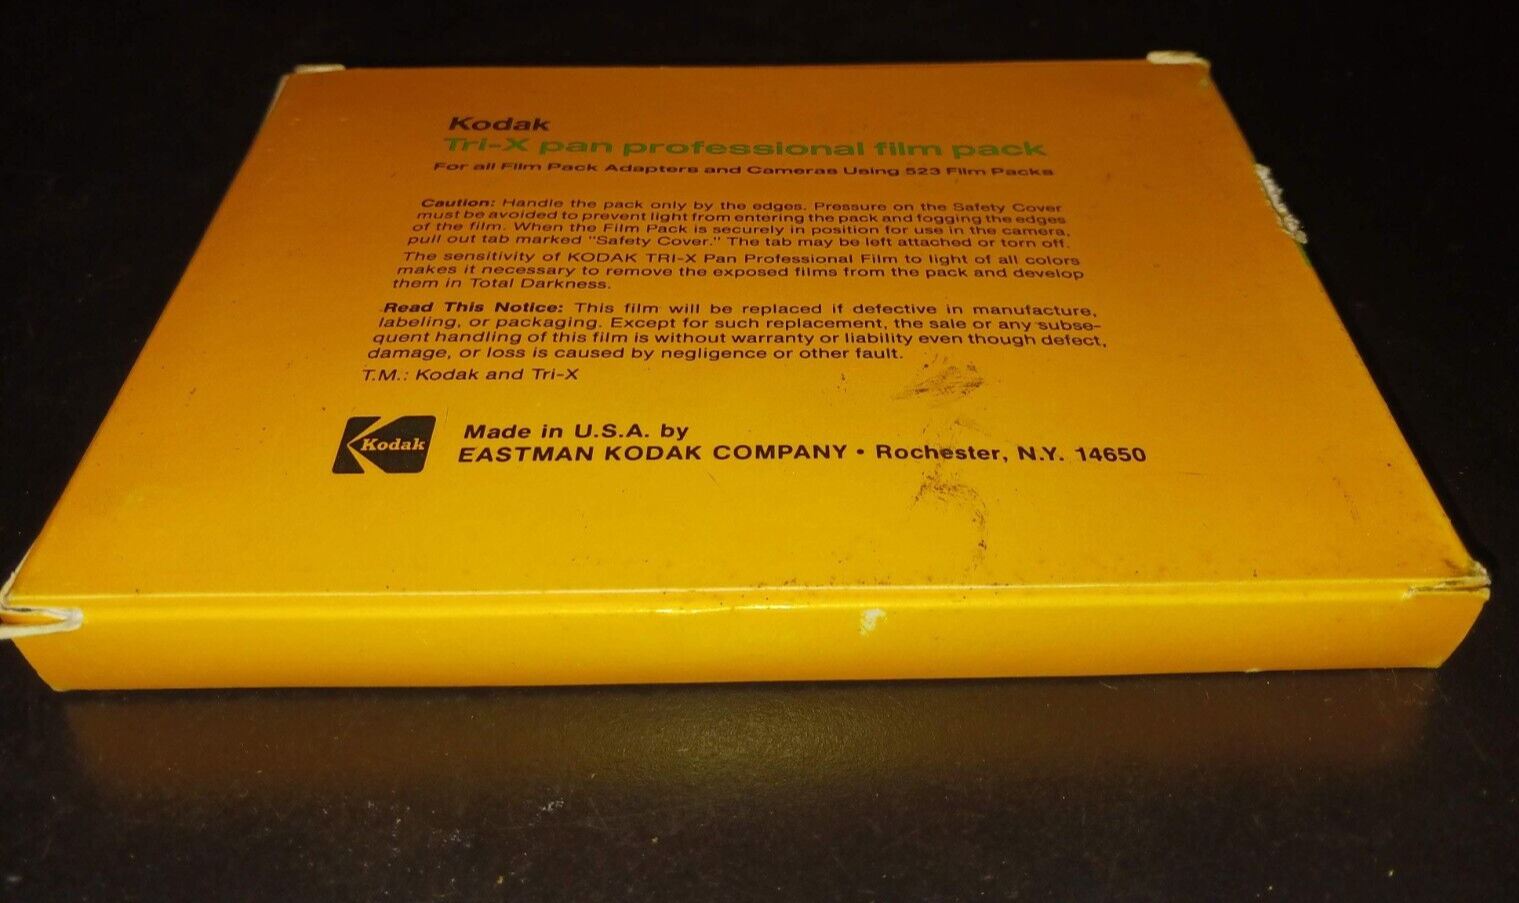 Kodak
Tri-X pan professional film pack
For all Film Pack Adapters and Cameras Using 523 Film Packs
Caution: Handle the pack only by the edges. Pressure on the Safety Cover
must be avoided to prevent light from entering the pack and fogging the edges
of the film. When the Film Pack is securely in position for use in the camera,
pull out tab marked "Safety Cover." The tab may be left attached or torn off.
The sensitivity of KODAK TRI-X Pan Professional Film to light of all colors
makes it necessary to remove the exposed films from the pack and develop
them in Total Darkness.
Read This Notice: This film will be replaced if defective in manufacture,
labeling, or packaging. Except for such replacement, the sale or any subse-
quent handling of this film is without warranty or liability even though defect,
damage, or loss is caused by negligence or other fault.
T.M.: Kodak and Tri-X
Kodak
Made in U.S.A. by
EASTMAN KODAK COMPANY • Rochester, N.Y. 14650